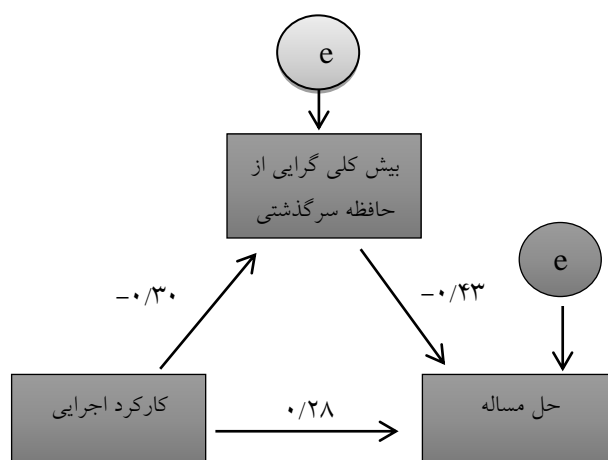 e
بیش کلی گرایی از
حافظه سرگذشتی
e
-۰/۳۰
-۰/۴۳
کارکرد اجرایی
۰/۲۸
حل مساله